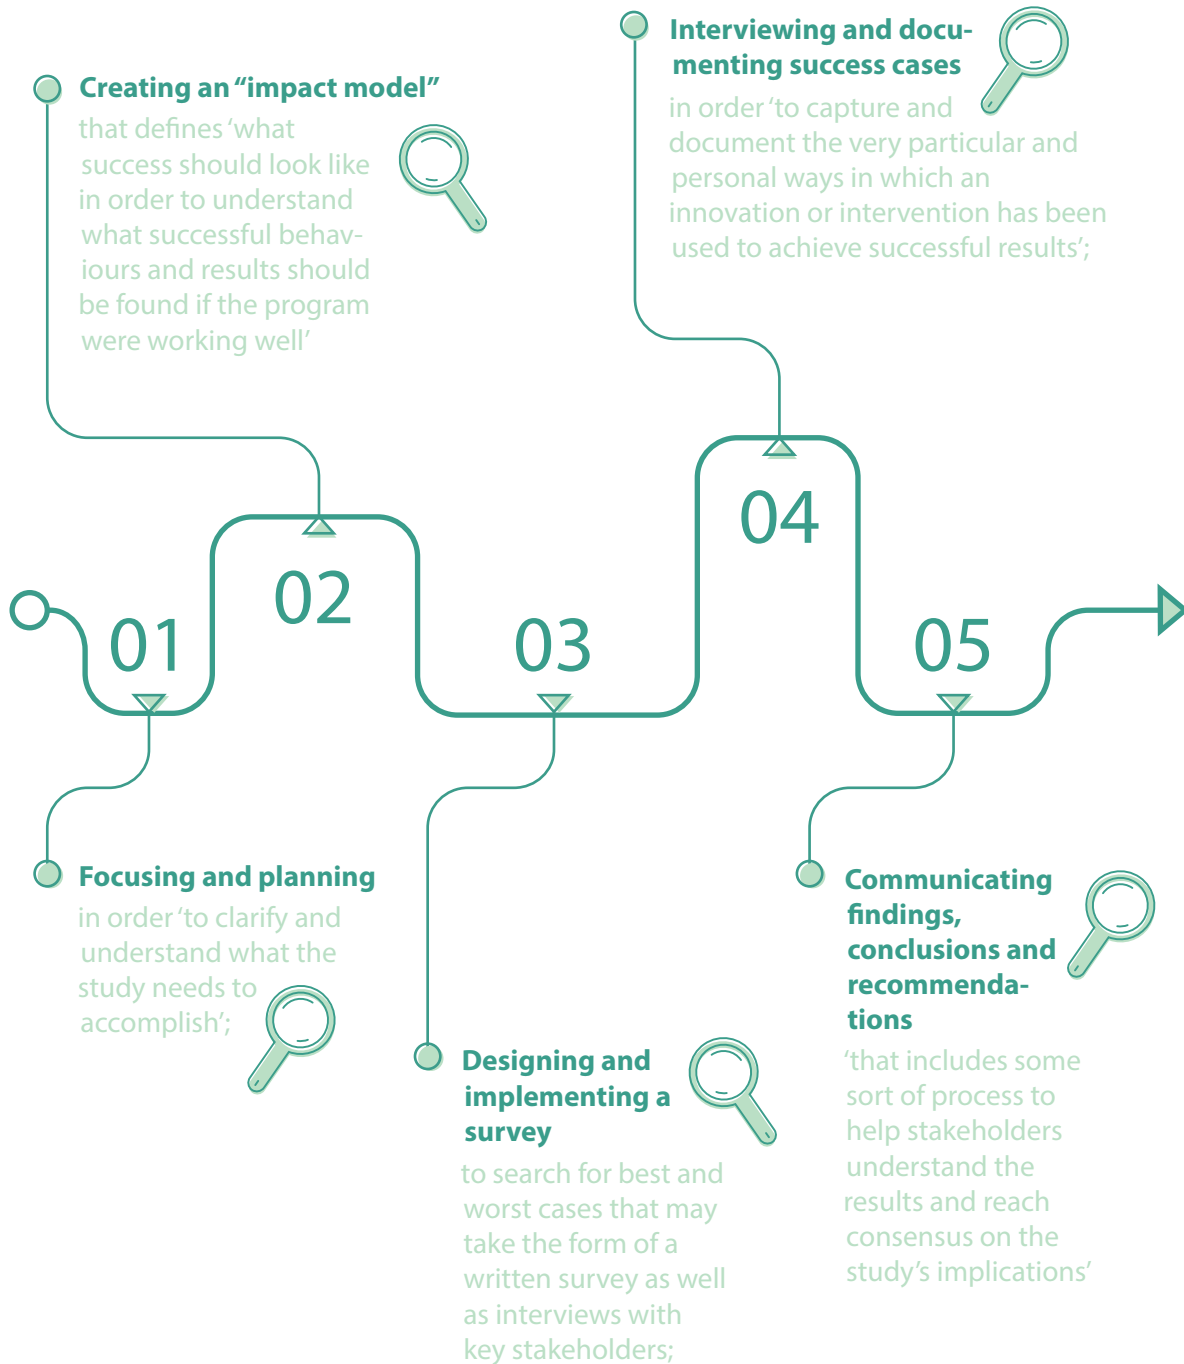 Interviewing and docu-
menting success cases
in order ‘to capture and
document the very particular and
personal ways in which an
innovation or intervention has been
used to achieve successful results’;
Creating an “impact model”
that defines ‘what
success should look like
in order to understand
what successful behav-
iours and results should
be found if the program
were working well’
04
02
01
03
05
Focusing and planning
in order ‘to clarify and
understand what the
study needs to
accomplish’;
Designing and
implementing a
survey
to search for best and
worst cases that may
take the form of a
written survey as well
as interviews with
key stakeholders;
Communicating
findings,
conclusions and
recommenda-
tions
‘that includes some
sort of process to
help stakeholders
understand the
results and reach
consensus on the
study’s implications’